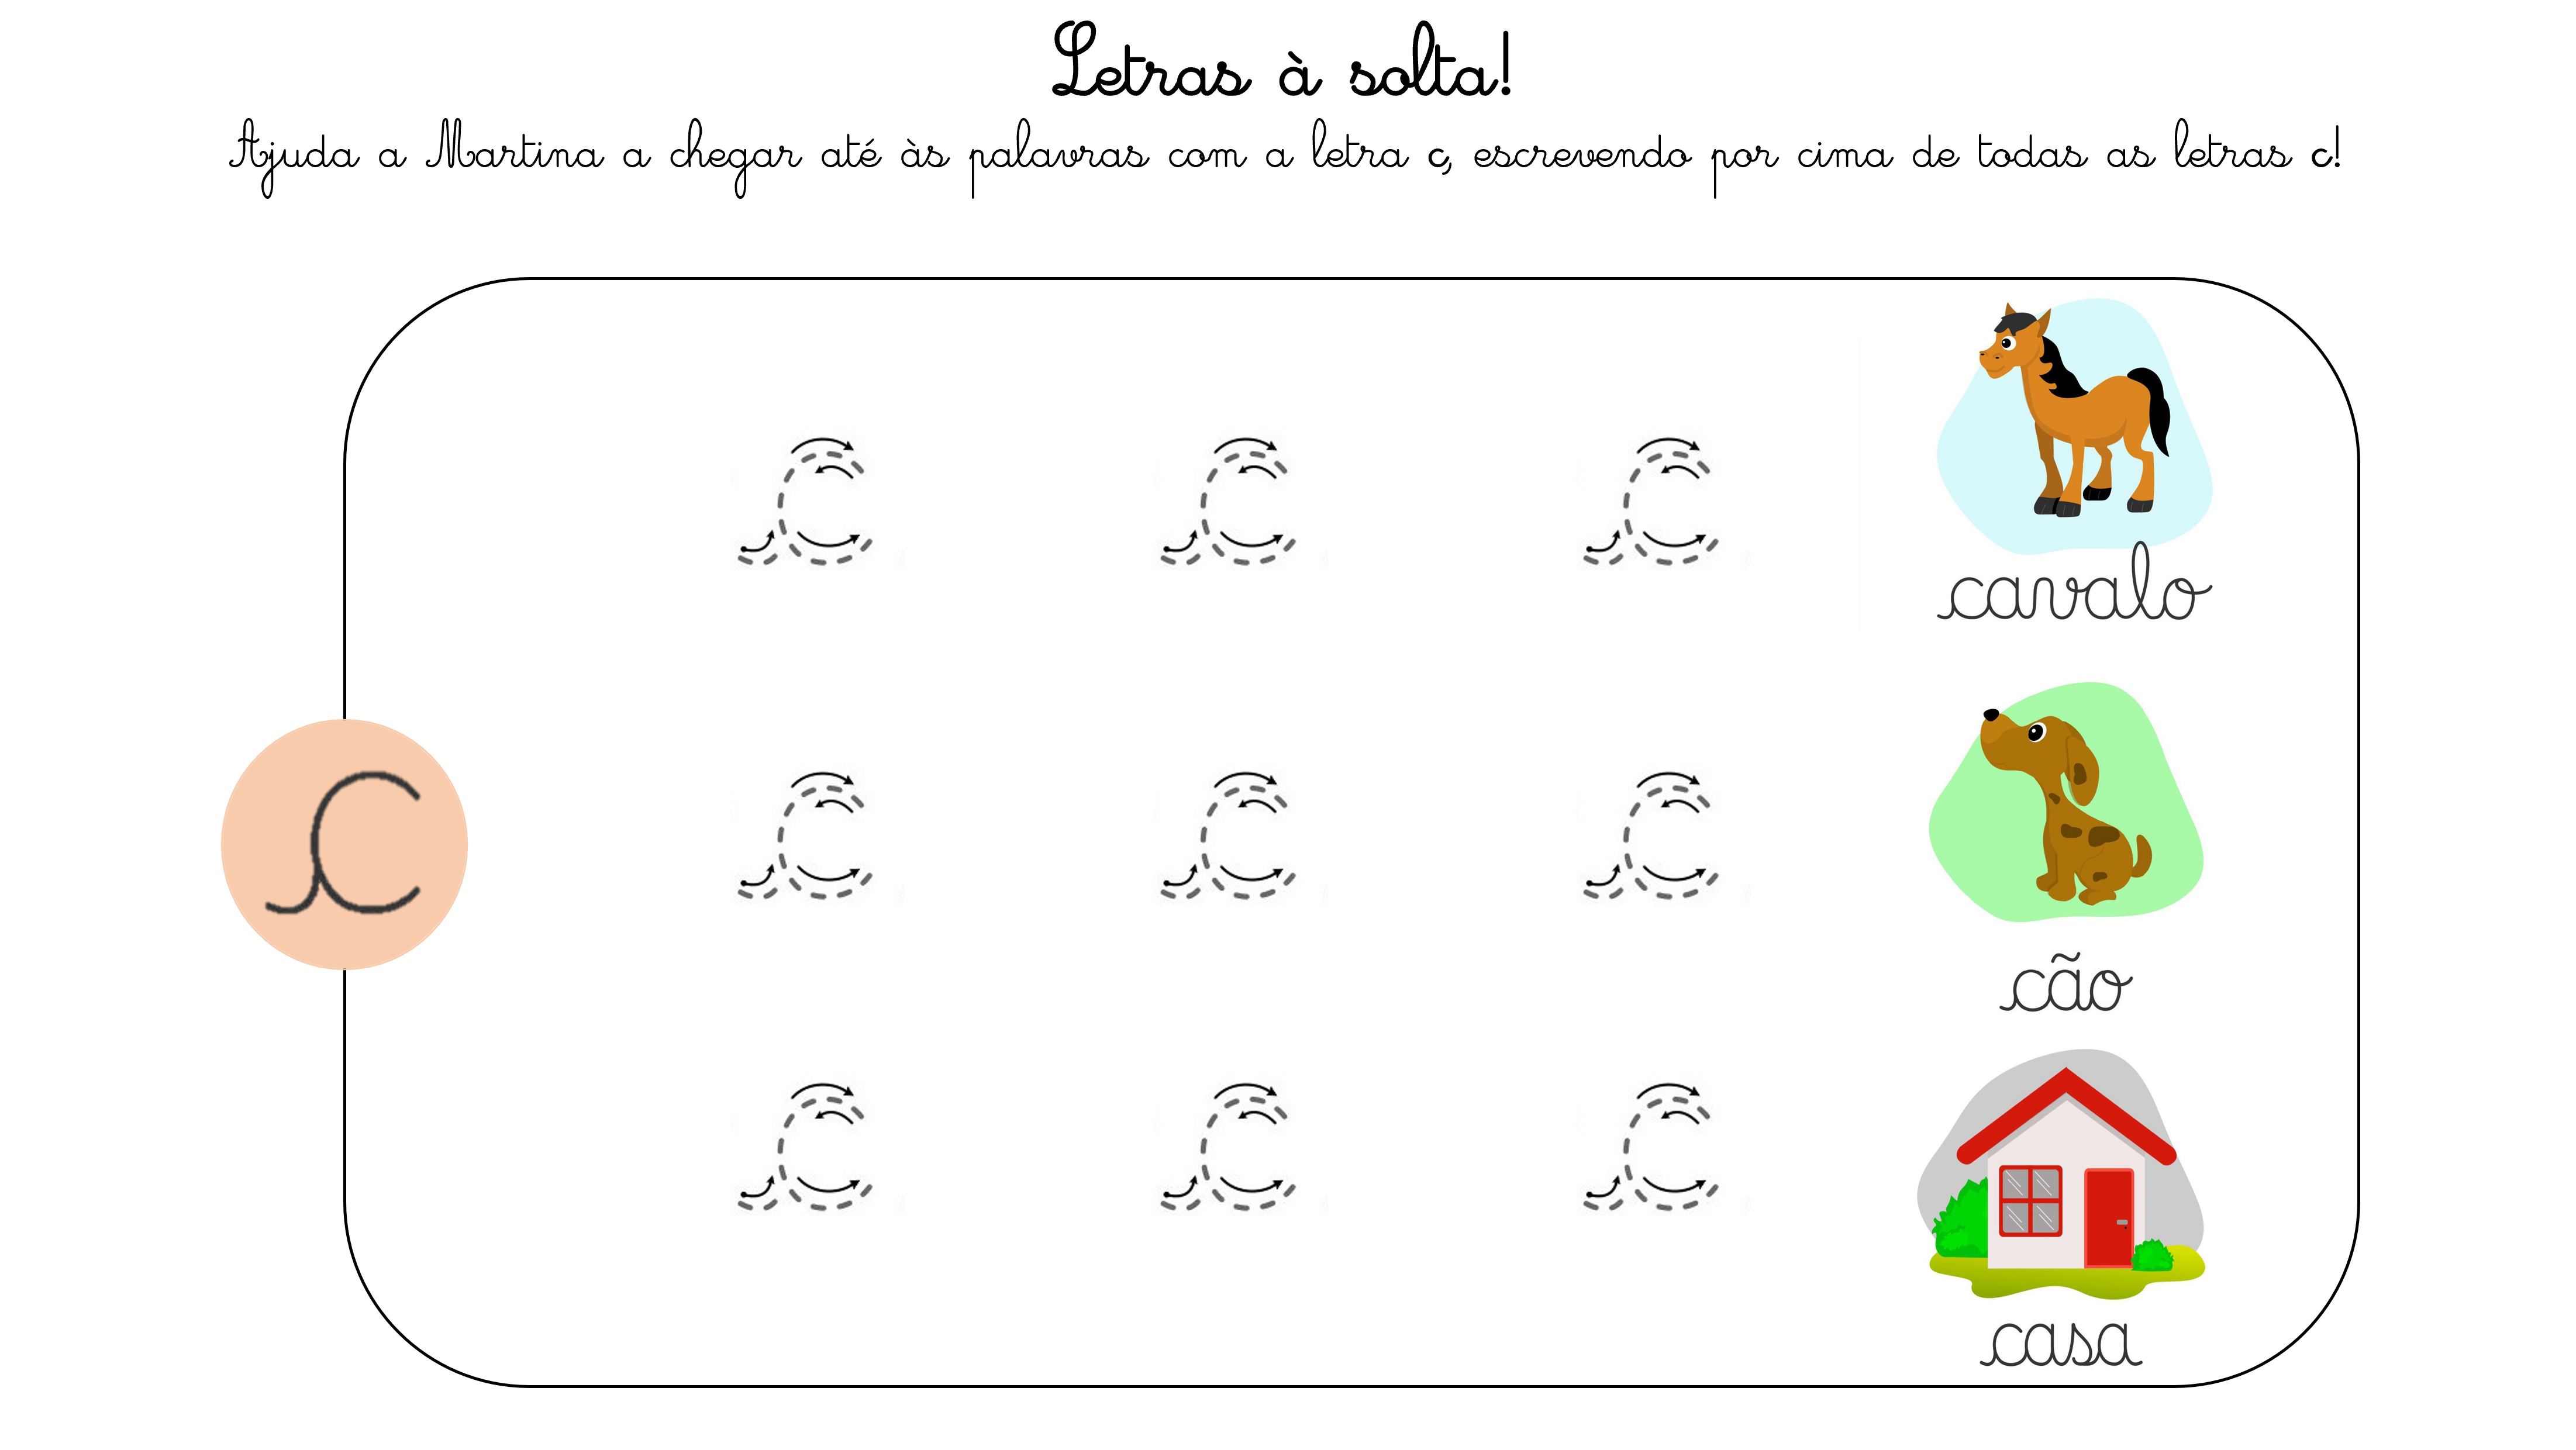 Letras à solta!
Ajuda a Martina a chegar até às palavras com a letra c, escrevendo por cima de todas as letras c!
c c c
cavalo
c
c c c
cão
c c c
casa